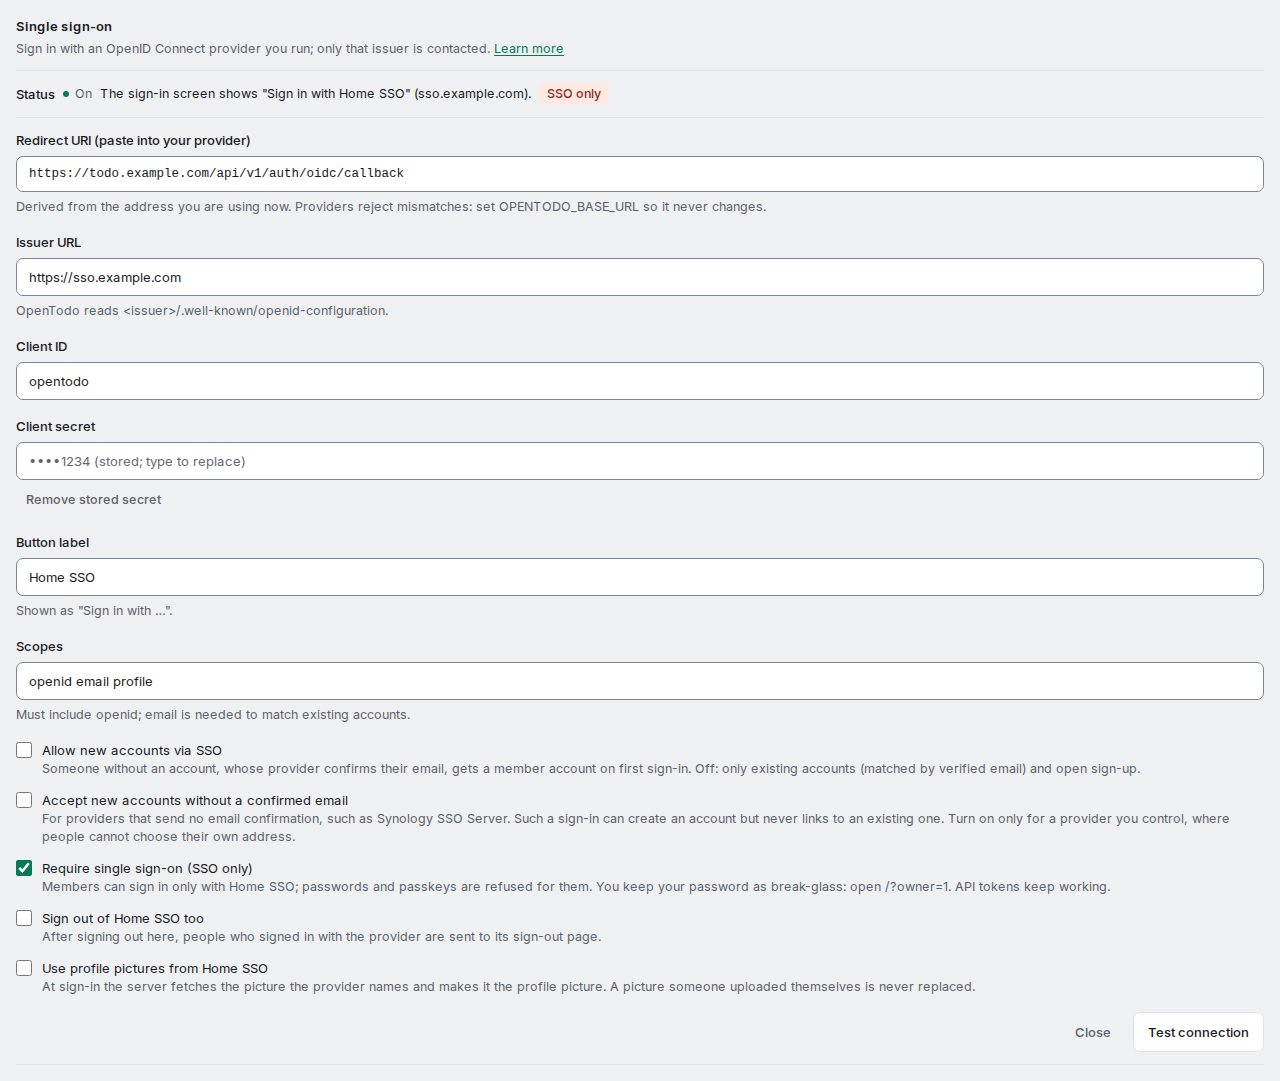 Single sign-on
Sign in with an OpenID Connect provider you run; only that issuer is contacted. Learn more
Status On The sign-in screen shows "Sign in with Home SSO" (sso.example.com). SSO only
Redirect URI (paste into your provider)
https://todo.example.com/api/v1/auth/oidc/callback
Derived from the address you are using now. Providers reject mismatches: set OPENTODO_BASE_URL so it never changes.
Issuer URL
https://sso.example.com
OpenTodo reads <issuer>/.well-known/openid-configuration.
Client ID
opentodo
Client secret
••••1234 (stored; type to replace)
Remove stored secret
Button label
Home SSO
Shown as "Sign in with ...".
Scopes
openid email profile
Must include openid; email is needed to match existing accounts.
Allow new accounts via SSO
Someone without an account, whose provider confirms their email, gets a member account on first sign-in. Off: only existing accounts (matched by verified email) and open sign-up.
Accept new accounts without a confirmed email
For providers that send no email confirmation, such as Synology SSO Server. Such a sign-in can create an account but never links to an existing one. Turn on only for a provider you control, where
people cannot choose their own address.
Require single sign-on (SSO only)
Members can sign in only with Home SSO; passwords and passkeys are refused for them. You keep your password as break-glass: open /?owner=1. API tokens keep working.
Sign out of Home SSO too
After signing out here, people who signed in with the provider are sent to its sign-out page.
Use profile pictures from Home SSO
At sign-in the server fetches the picture the provider names and makes it the profile picture. A picture someone uploaded themselves is never replaced.
Close Test connection